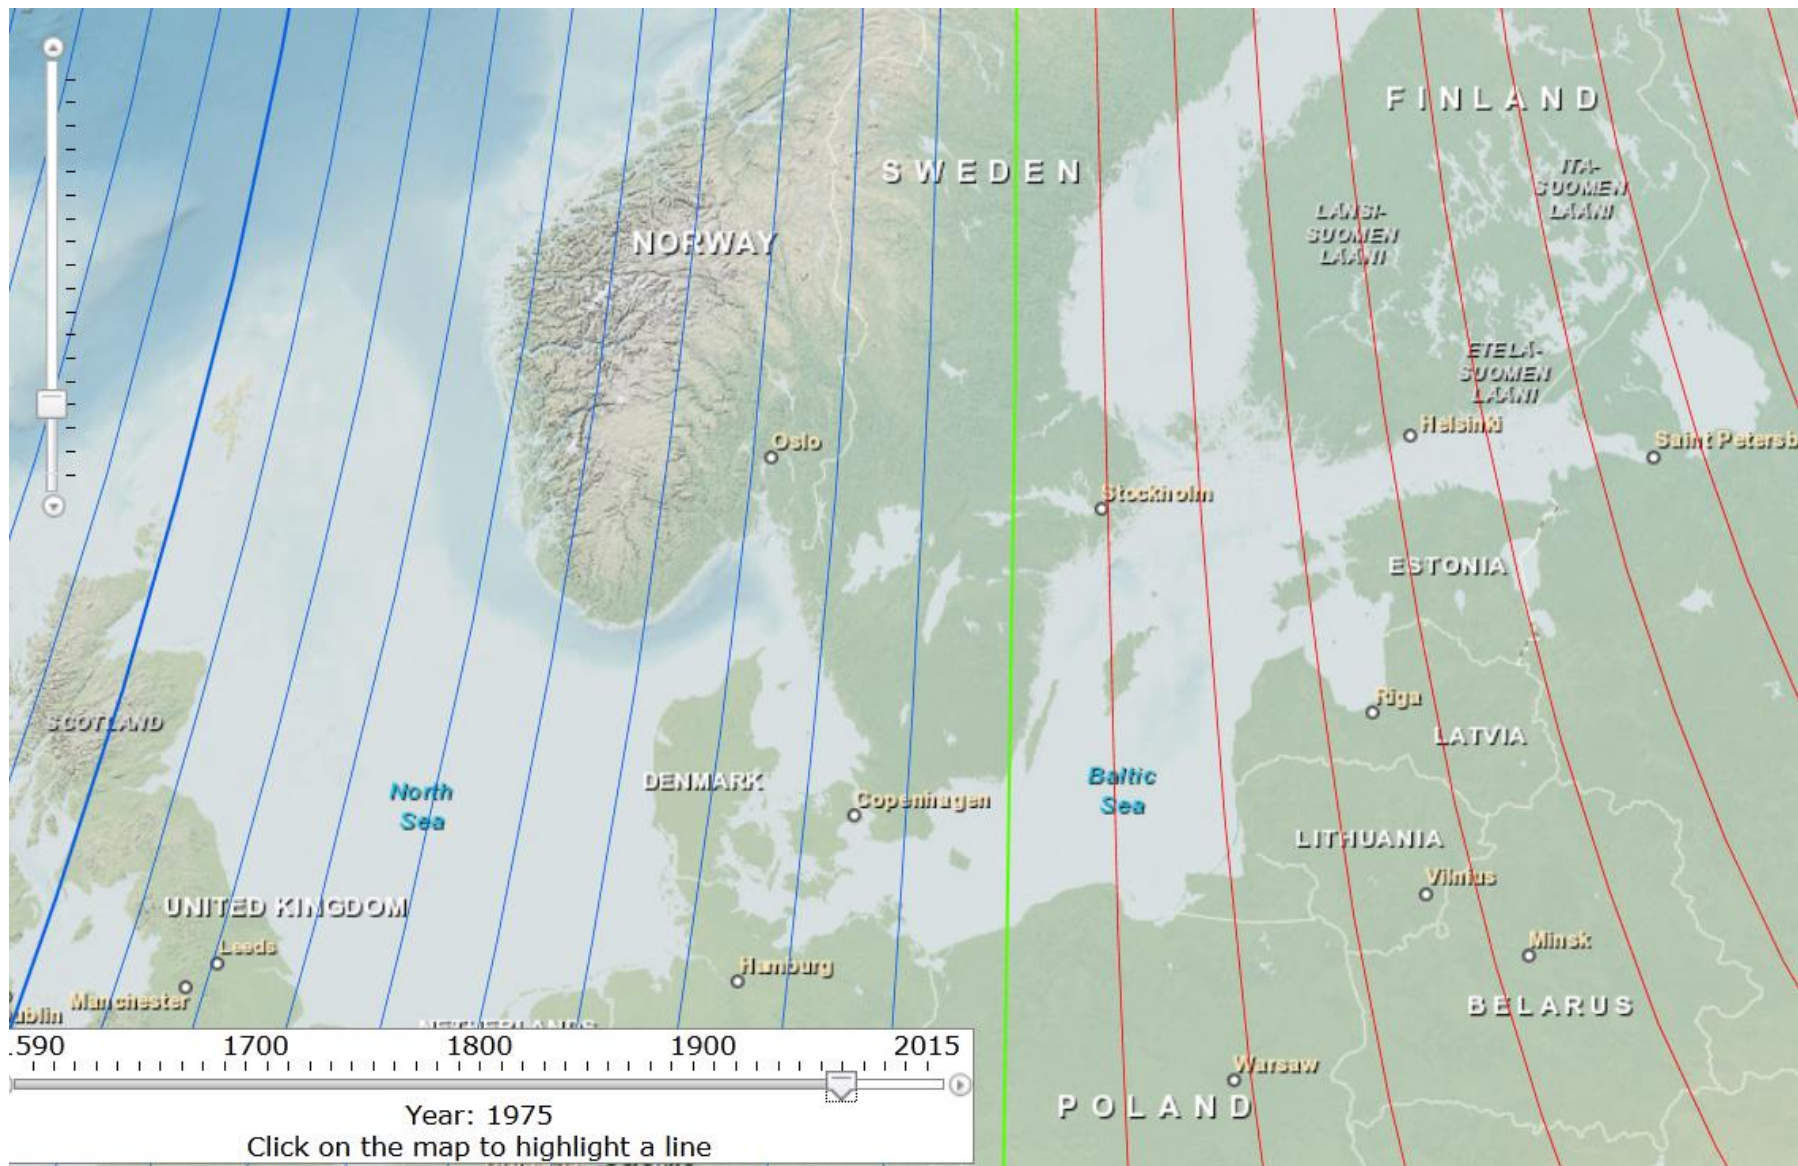 FINLAND
SWEDEN
ITA-
SUOMEN
LÄÄNI
LÄNSI-
SUOMEN
LÄÄNI
NORWAY
ETELÄ-
SUOMEN
LÄÄNI
Helsinki
Oslo
Saint Petersb
Stockholm
ESTONIA
Riga
SCOTLAND
LATVIA
DENMARK
North
Sea
Baltic
Sea
Copenhagen
LITHUANIA
Vilnius
UNITED KINGDOM
Leeds
Minsk
Hamburg
Manchester
ublin
BELARUS
NETHERLANDS
590 1700 1800 1900 2015
Warsaw
POLAND
Year: 1975
Click on the map to highlight a line